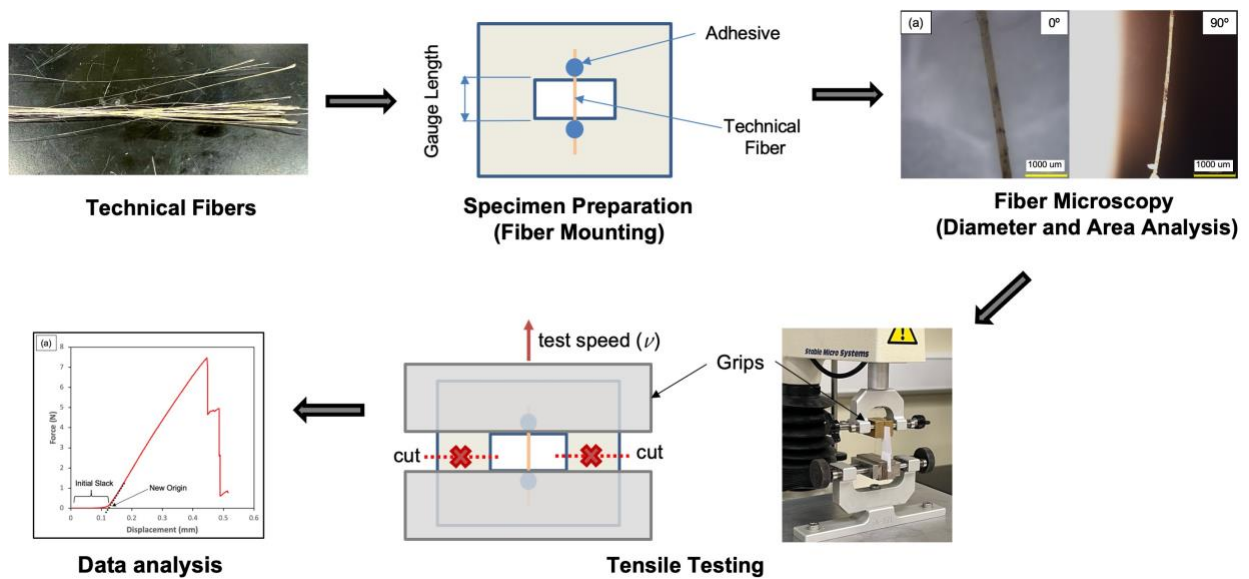 Technical Fibers
Gauge Length
Adhesive
Technical
Fiber
Specimen Preparation
(Fiber Mounting)
(a)
0º
90º
1000 um
1000 um
Fiber Microscopy
(Diameter and Area Analysis)
(a)
8
7
6
5
4
3
2
1
0
Force (N)
Initial Slack
New Origin
0 0.1 0.2 0.3 0.4 0.5 0.6
Displacement (mm)
Data analysis
test speed (ν)
Grips
cut
cut
Stable Micro Systems
Tensile Testing